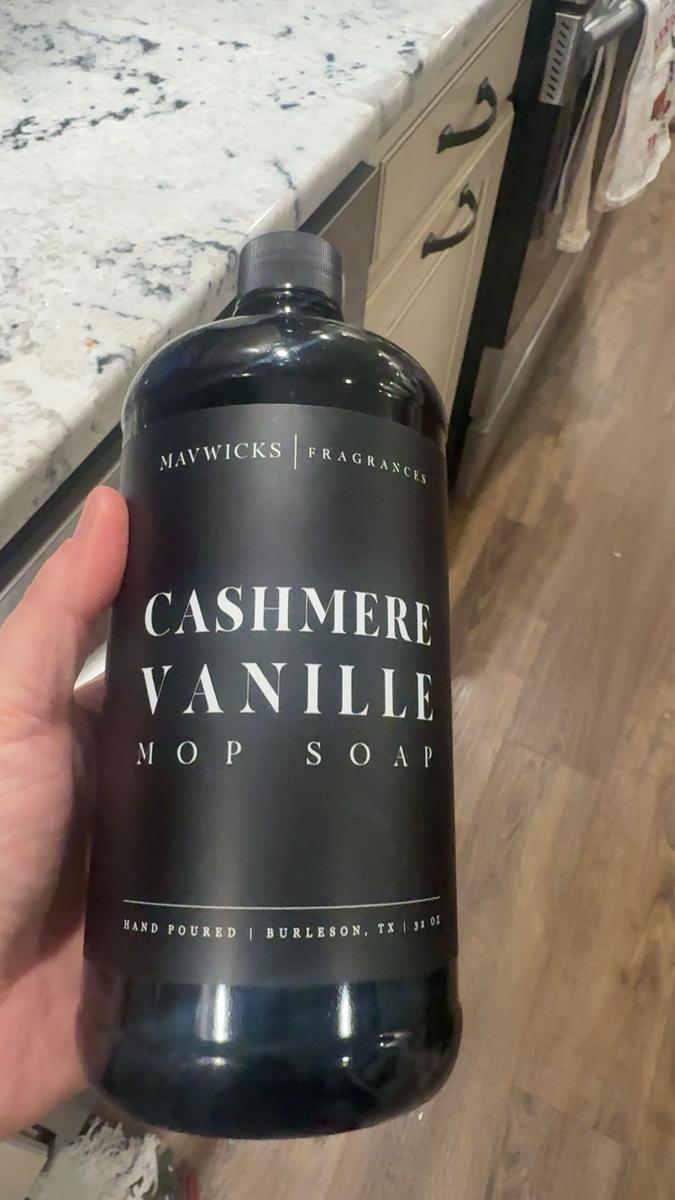 MAVWICKS | FRAGRANCES
CASHMERE
VANILLE
MOP SOAP
HAND POURED | BURLESON, TX | 32 OZ